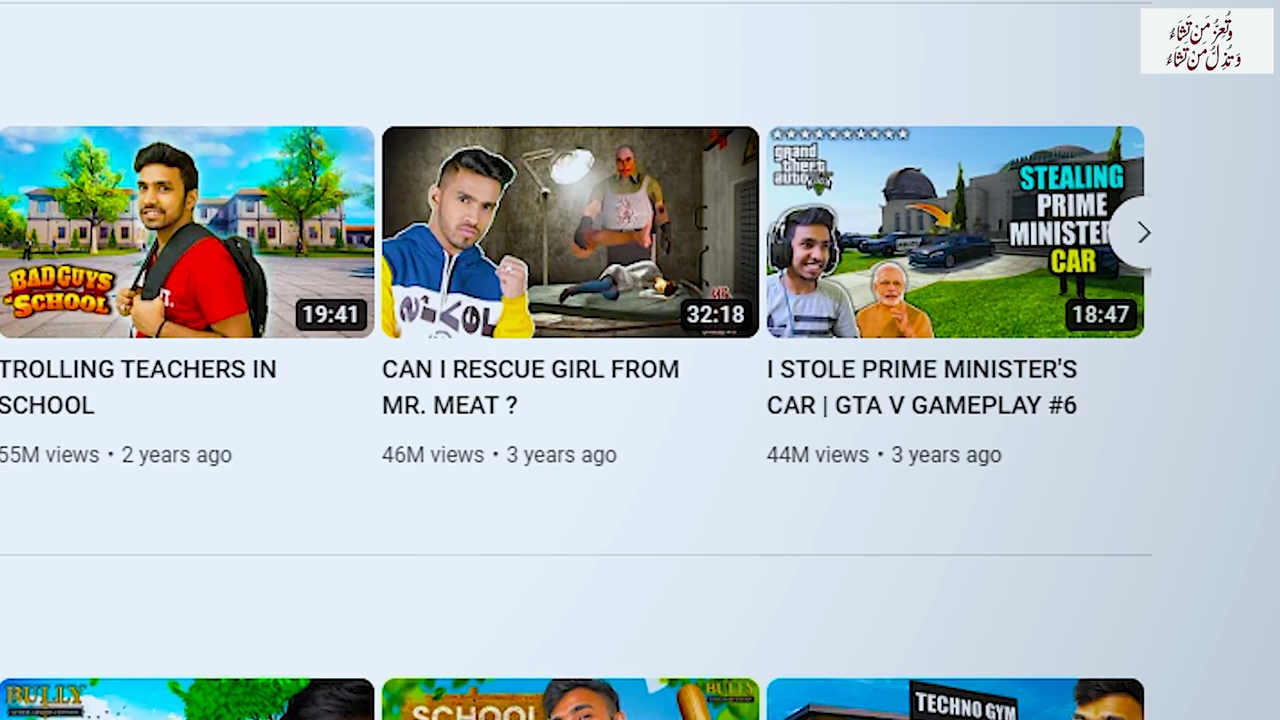 وَتُعِزُّ مَن تَشَاءُ
وَتُذِلُّ مَن تَشَاءُ
grand
theft
auto V
STEALING
PRIME
MINISTER
CAR
BAD GUYS
at SCHOOL
19:41
32:18
18:47
TROLLING TEACHERS IN
SCHOOL
55M views • 2 years ago
CAN I RESCUE GIRL FROM
MR. MEAT ?
46M views • 3 years ago
I STOLE PRIME MINISTER'S
CAR | GTA V GAMEPLAY #6
44M views • 3 years ago
BULLY
SCHOOL
BULLY
TECHNO GYM